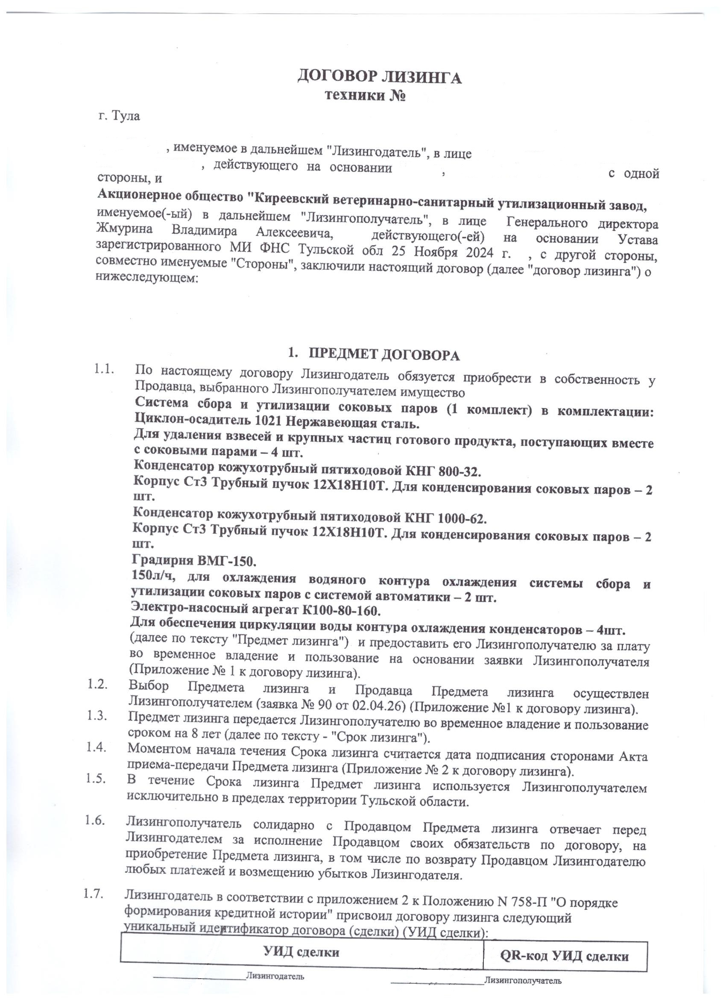 ДОГОВОР ЛИЗИНГА
техники №
г. Тула
, именуемое в дальнейшем "Лизингодатель", в лице
, действующего на основании , с одной
стороны, и
Акционерное общество "Киреевский ветеринарно-санитарный утилизационный завод,
именуемое(-ый) в дальнейшем "Лизингополучатель", в лице Генерального директора
Жмурина Владимира Алексеевича, действующего(-ей) на основании Устава
зарегистрированного МИ ФНС Тульской обл 25 Ноября 2024 г. , с другой стороны,
совместно именуемые "Стороны", заключили настоящий договор (далее "договор лизинга") о
нижеследующем:
1. ПРЕДМЕТ ДОГОВОРА
1.1. По настоящему договору Лизингодатель обязуется приобрести в собственность у
Продавца, выбранного Лизингополучателем имущество
Система сбора и утилизации соковых паров (1 комплект) в комплектации:
Циклон-осадитель 1021 Нержавеющая сталь.
Для удаления взвесей и крупных частиц готового продукта, поступающих вместе
с соковыми парами – 4 шт.
Конденсатор кожухотрубный пятиходовой КНГ 800-32.
Корпус Ст3 Трубный пучок 12Х18Н10Т. Для конденсирования соковых паров – 2
шт.
Конденсатор кожухотрубный пятиходовой КНГ 1000-62.
Корпус Ст3 Трубный пучок 12Х18Н10Т. Для конденсирования соковых паров – 2
шт.
Градирня ВМГ-150.
150л/ч, для охлаждения водяного контура охлаждения системы сбора и
утилизации соковых паров с системой автоматики – 2 шт.
Электро-насосный агрегат К100-80-160.
Для обеспечения циркуляции воды контура охлаждения конденсаторов – 4шт.
(далее по тексту "Предмет лизинга") и предоставить его Лизингополучателю за плату
во временное владение и пользование на основании заявки Лизингополучателя
(Приложение № 1 к договору лизинга).
1.2. Выбор Предмета лизинга и Продавца Предмета лизинга осуществлен
Лизингополучателем (заявка № 90 от 02.04.26) (Приложение №1 к договору лизинга).
1.3. Предмет лизинга передается Лизингополучателю во временное владение и пользование
сроком на 8 лет (далее по тексту - "Срок лизинга").
1.4. Моментом начала течения Срока лизинга считается дата подписания сторонами Акта
приема-передачи Предмета лизинга (Приложение № 2 к договору лизинга).
1.5. В течение Срока лизинга Предмет лизинга используется Лизингополучателем
исключительно в пределах территории Тульской области.
1.6. Лизингополучатель солидарно с Продавцом Предмета лизинга отвечает перед
Лизингодателем за исполнение Продавцом своих обязательств по договору, на
приобретение Предмета лизинга, в том числе по возврату Продавцом Лизингодателю
любых платежей и возмещению убытков Лизингодателя.
1.7. Лизингодатель в соответствии с приложением 2 к Положению N 758-П "О порядке
формирования кредитной истории" присвоил договору лизинга следующий
уникальный идентификатор договора (сделки) (УИД сделки):
УИД сделки QR-код УИД сделки
Лизингодатель Лизингополучатель